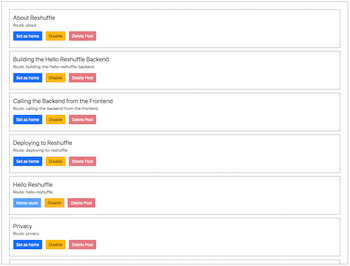 About Reshuffle
Route: about
Set as home Disable Delete Post
Building the Hello Reshuffle Backend
Route: building-the-hello-reshuffle-backend
Set as home Disable Delete Post
Calling the Backend from the Frontend
Route: calling-the-backend-from-the-frontend
Set as home Disable Delete Post
Deploying to Reshuffle
Route: deploying-to-reshuffle
Set as home Disable Delete Post
Hello Reshuffle
Route: hello-reshuffle
Home route Disable Delete Post
Privacy
Route: privacy
Set as home Disable Delete Post